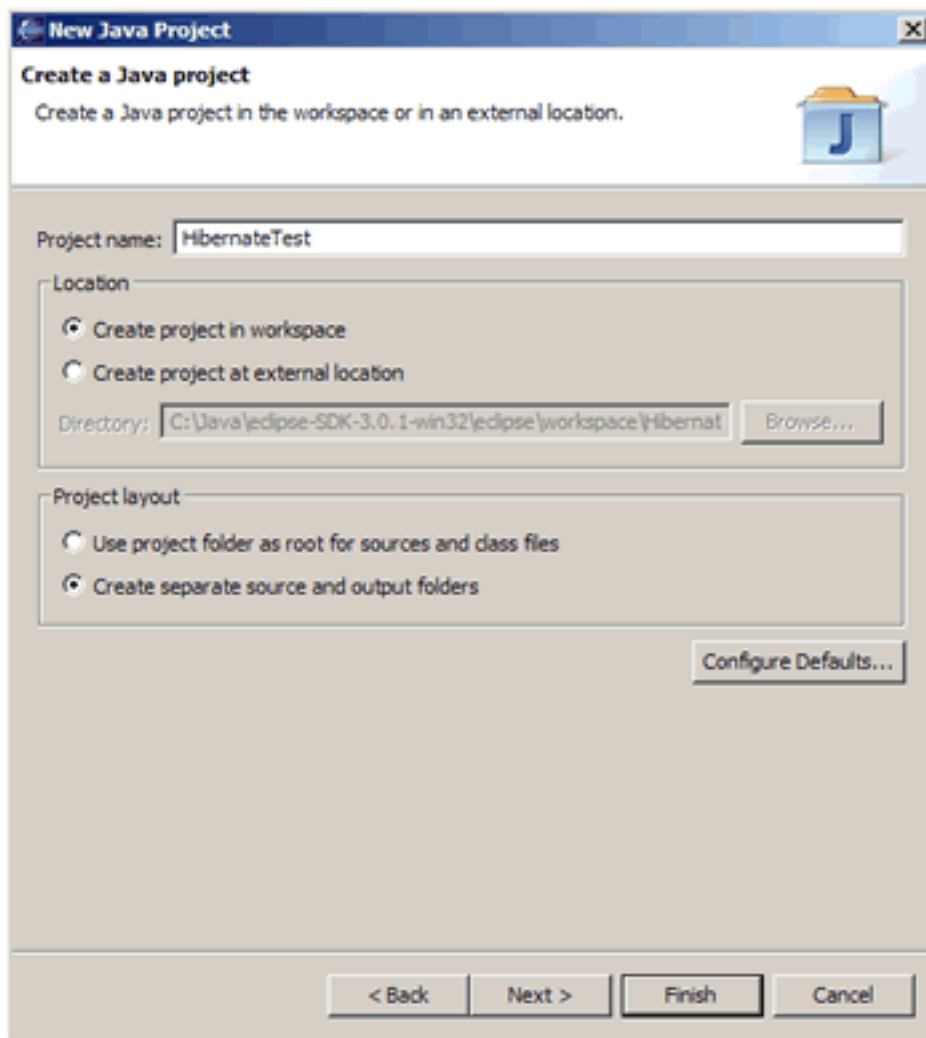 New Java Project
Create a Java project
Create a Java project in the workspace or in an external location.
J
Project name: HibernateTest
Location
Create project in workspace
Create project at external location
Directory: C:\Java\eclipse-SDK-3.0.1-win32\eclipse\workspace\Hibernat Browse...
Project layout
Use project folder as root for sources and class files
Create separate source and output folders
Configure Defaults...
< Back Next > Finish Cancel